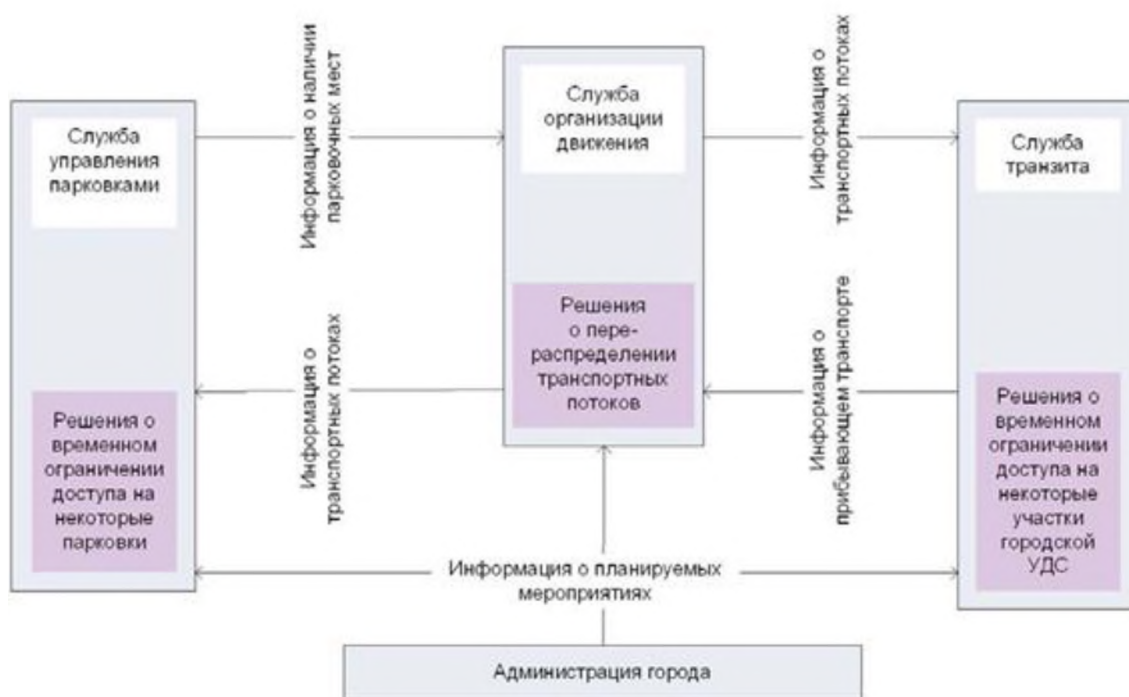 Служба
управления
парковками
Решения о
временном
ограничении
доступа на
некоторые
парковки
Информация о наличии
парковочных мест
Информация о
транспортных потоках
Служба
организации
движения
Решения
о пере-
распределении
транспортных
потоков
Информация о
транспортных потоках
Информация о
прибывающем транспорте
Служба
транзита
Решения о
временном
ограничении
доступа на
некоторые
участки
городской
УДС
Информация о планируемых
мероприятиях
Администрация города